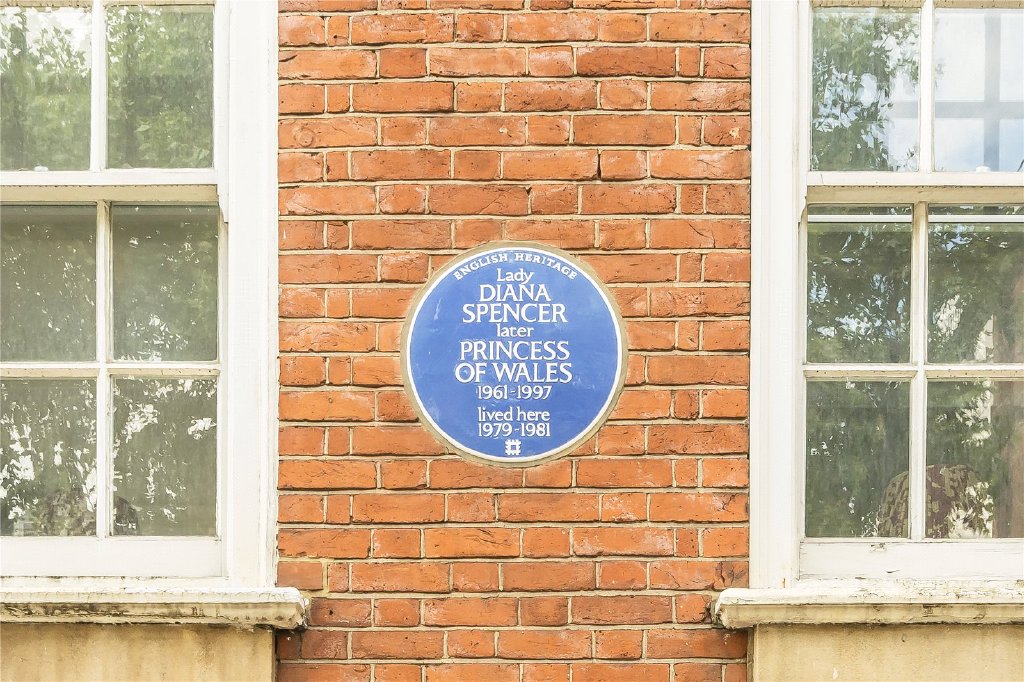 ENGLISH HERITAGE
Lady
DIANA
SPENCER
later
PRINCESS
OF WALES
1961-1997
lived here
1979-1981